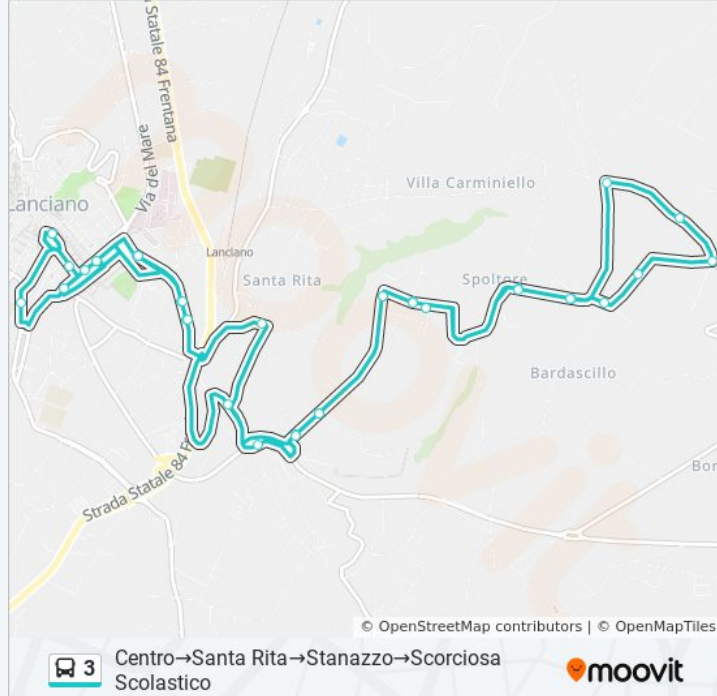 Strada Statale 84 Frentana
Via del Mare
Lanciano
Villa Carminiello
Lanciano
Santa Rita
Spoltore
Bardascillo
Bor
Strada Statale 84 Fr
© OpenStreetMap contributors | © OpenMapTiles
3
Centro→Santa Rita→Stanazzo→Scorciosa
Scolastico
moovit